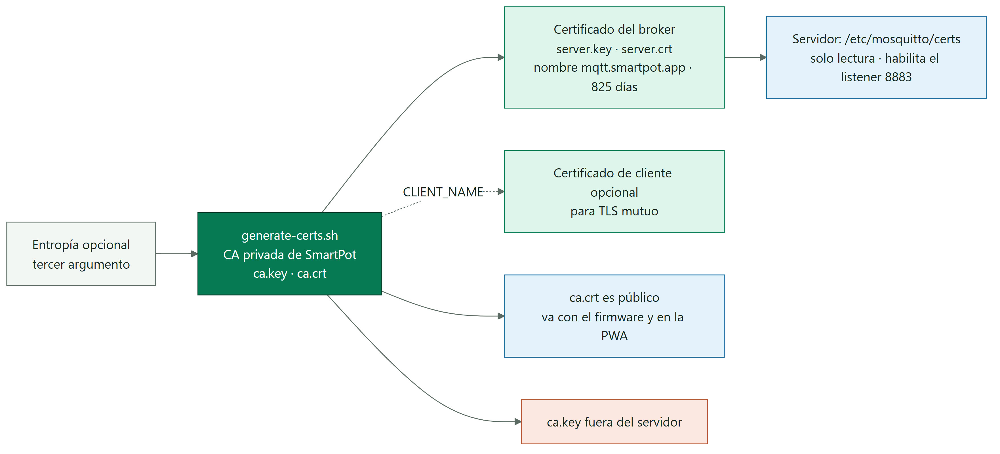 Entropía opcional
tercer argumento
generate-certs.sh
CA privada de SmartPot
ca.key · ca.crt
CLIENT_NAME
Certificado del broker
server.key · server.crt
nombre mqtt.smartpot.app ·
825 días
Servidor: /etc/mosquitto/certs
solo lectura · habilita el
listener 8883
Certificado de cliente
opcional
para TLS mutuo
ca.crt es público
va con el firmware y en la
PWA
ca.key fuera del servidor